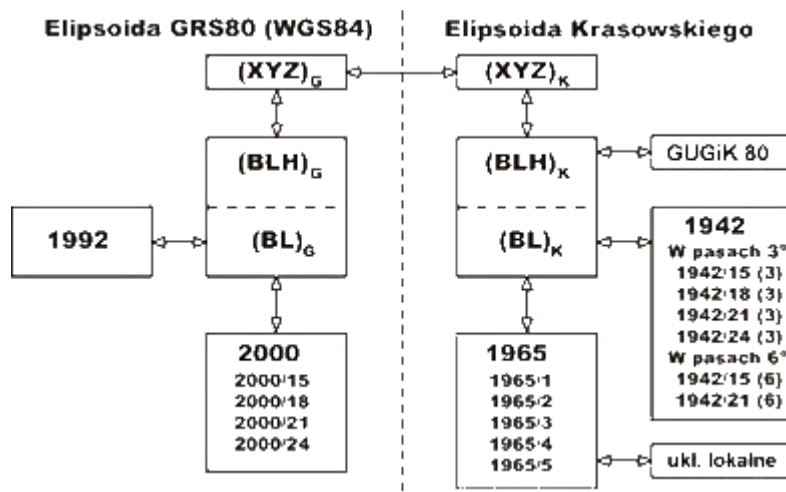 Elipsoida GRS80 (WGS84)
Elipsoida Krasowskiego
(XYZ)G
(XYZ)K
(BLH)G
(BLH)K
GUGiK 80
1992
(BL)G
(BL)K
1942
W pasach 3°
1942/15 (3)
1942/18 (3)
1942/21 (3)
1942/24 (3)
W pasach 6°
1942/15 (6)
1942/21 (6)
2000
2000/15
2000/18
2000/21
2000/24
1965
1965/1
1965/2
1965/3
1965/4
1965/5
ukl. lokalne